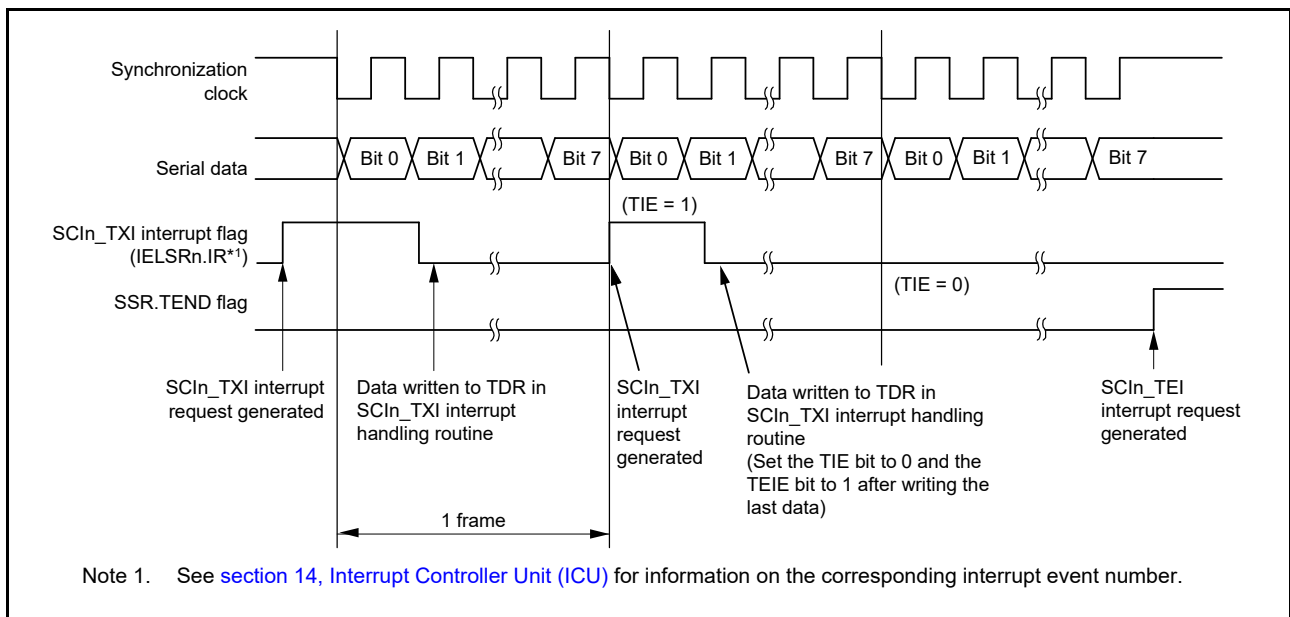 Synchronization
clock
Serial data
Bit 0
Bit 1
Bit 7
Bit 0
Bit 1
Bit 7
Bit 0
Bit 1
Bit 7
(TIE = 1)
SCIn_TXI interrupt flag
(IELSRn.IR*1)
(TIE = 0)
SSR.TEND flag
SCIn_TXI interrupt
request generated
Data written to TDR in
SCIn_TXI interrupt
handling routine
SCIn_TXI
interrupt
request
generated
Data written to TDR in
SCIn_TXI interrupt handling
routine
(Set the TIE bit to 0 and the
TEIE bit to 1 after writing the
last data)
SCIn_TEI
interrupt request
generated
1 frame
Note 1. See section 14, Interrupt Controller Unit (ICU) for information on the corresponding interrupt event number.